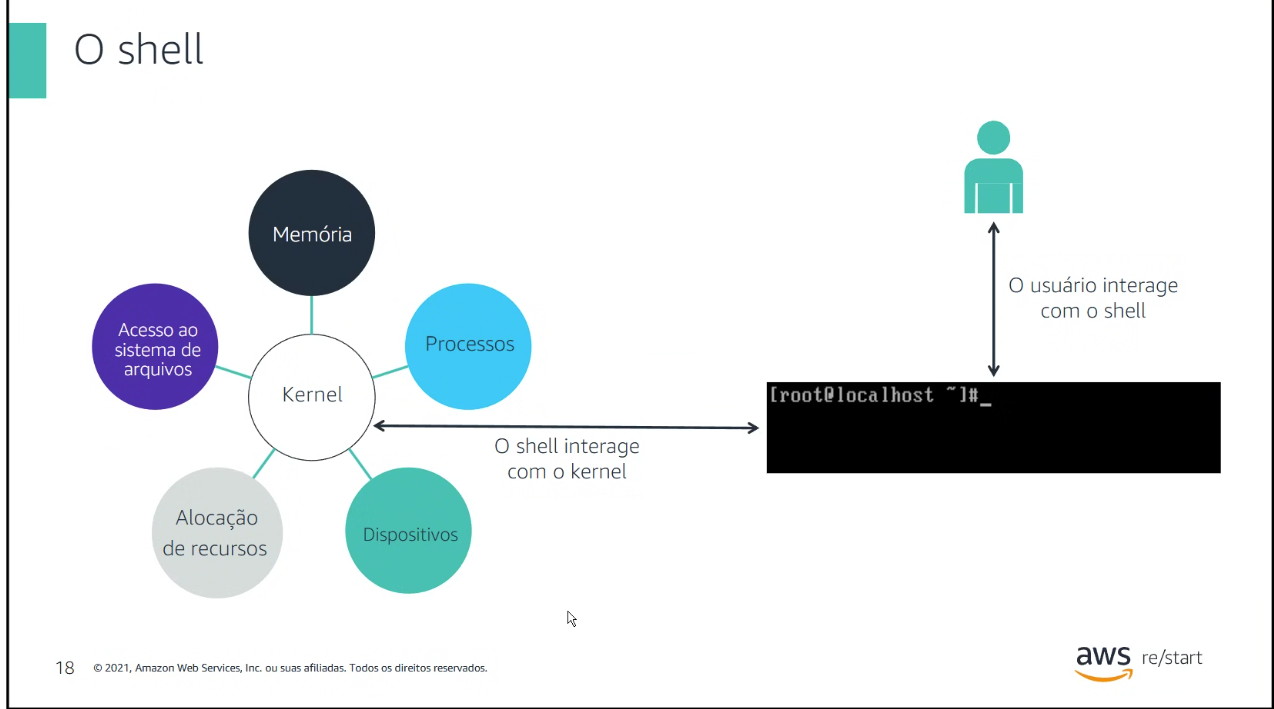 O shell
Memória
Acesso ao
sistema de
arquivos
Processos
Kernel
Alocação
de recursos
Dispositivos
O shell interage
com o kernel
O usuário interage
com o shell
[root@localhost ~]#_
18
© 2021, Amazon Web Services, Inc. ou suas afiliadas. Todos os direitos reservados.
aws re/start